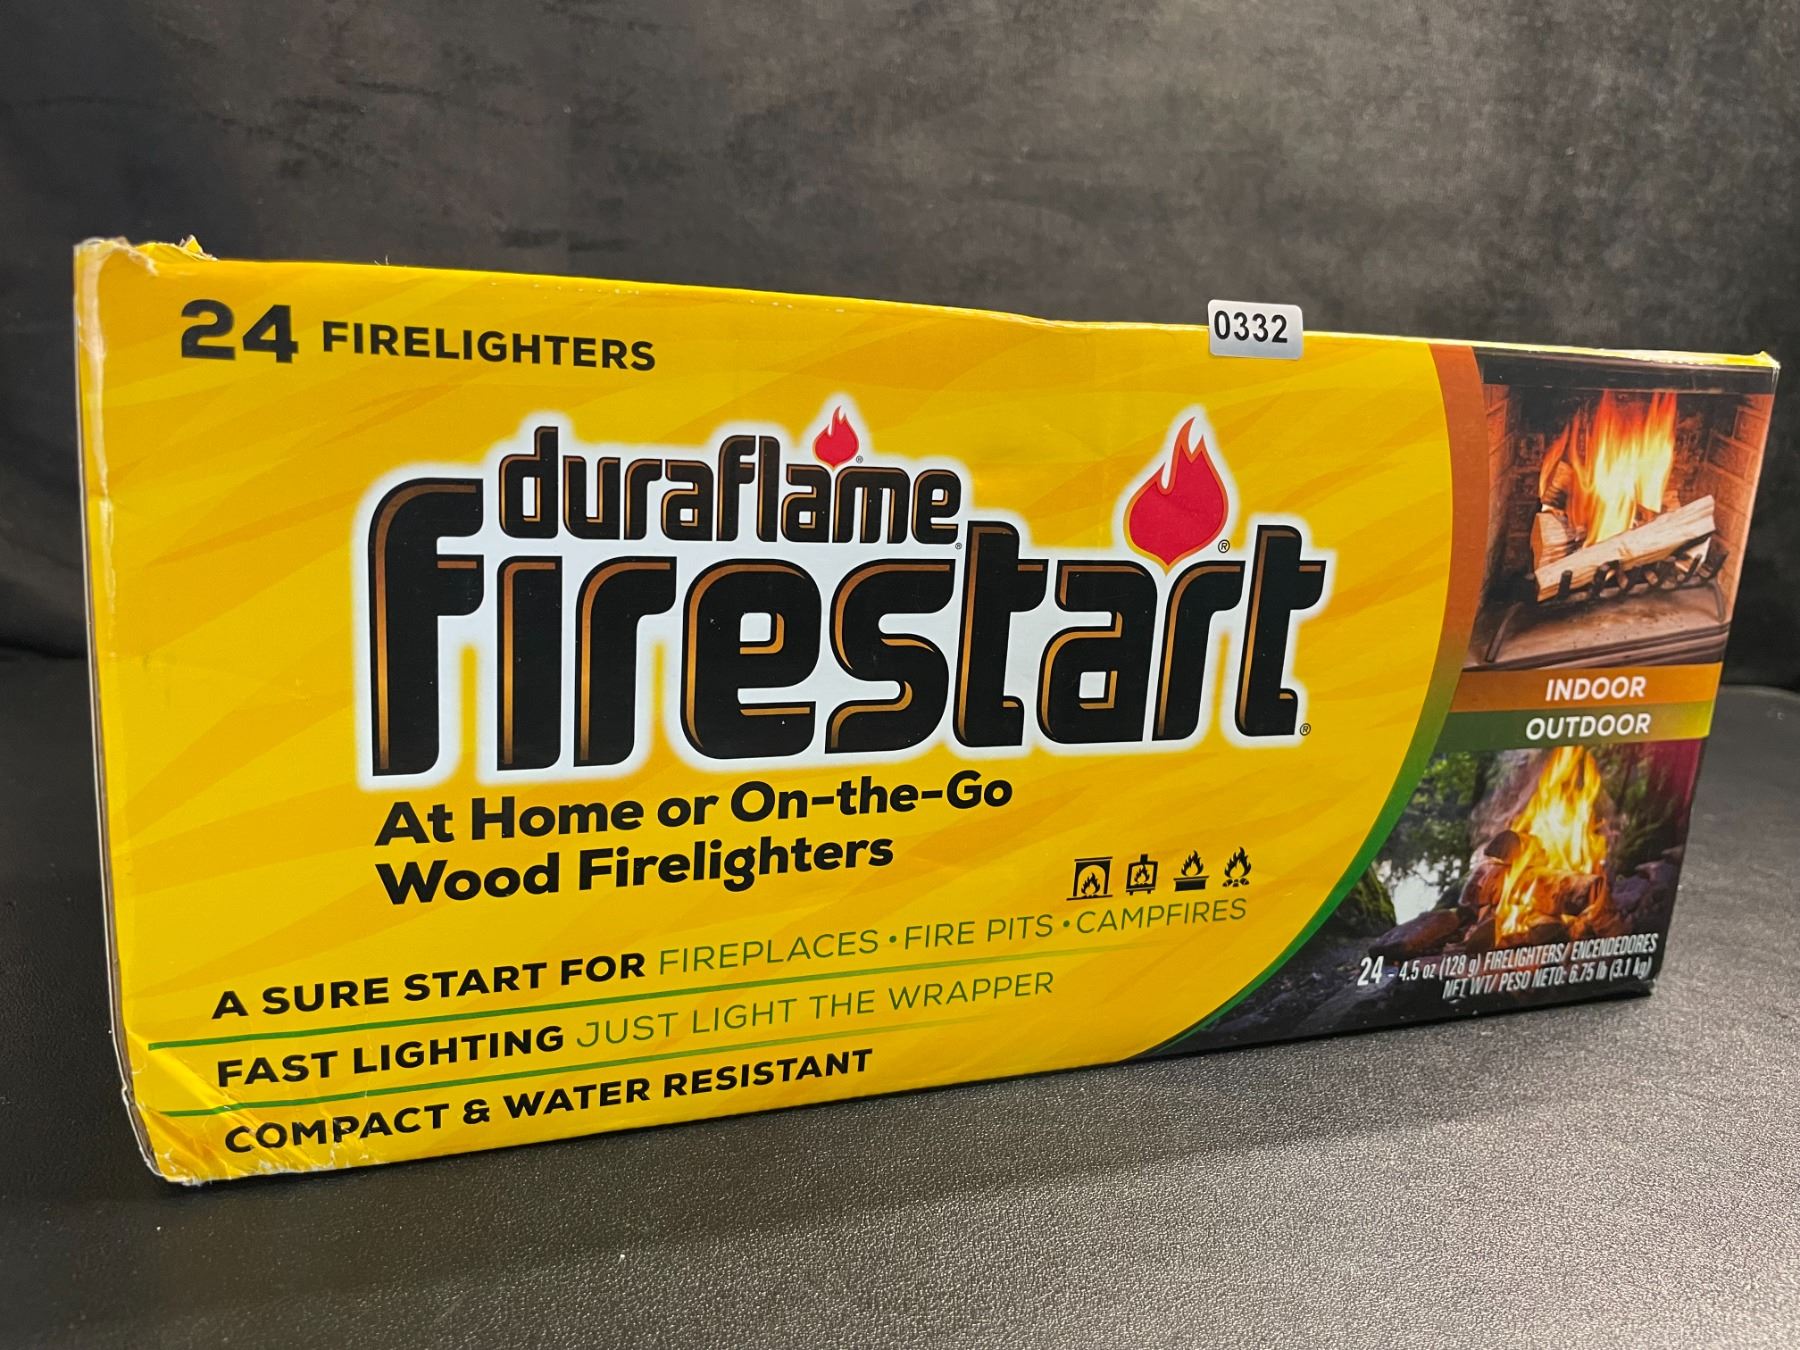 0332
24 FIRELIGHTERS
duraflame®
firestart®
At Home or On-the-Go
Wood Firelighters
A SURE START FOR FIREPLACES • FIRE PITS • CAMPFIRES
FAST LIGHTING JUST LIGHT THE WRAPPER
COMPACT & WATER RESISTANT
INDOOR
OUTDOOR
24 - 4.5 oz (128 g) FIRELIGHTERS/ ENCENDEDORES
NET WT/ PESO NETO: 6.75 lb (3.1 kg)